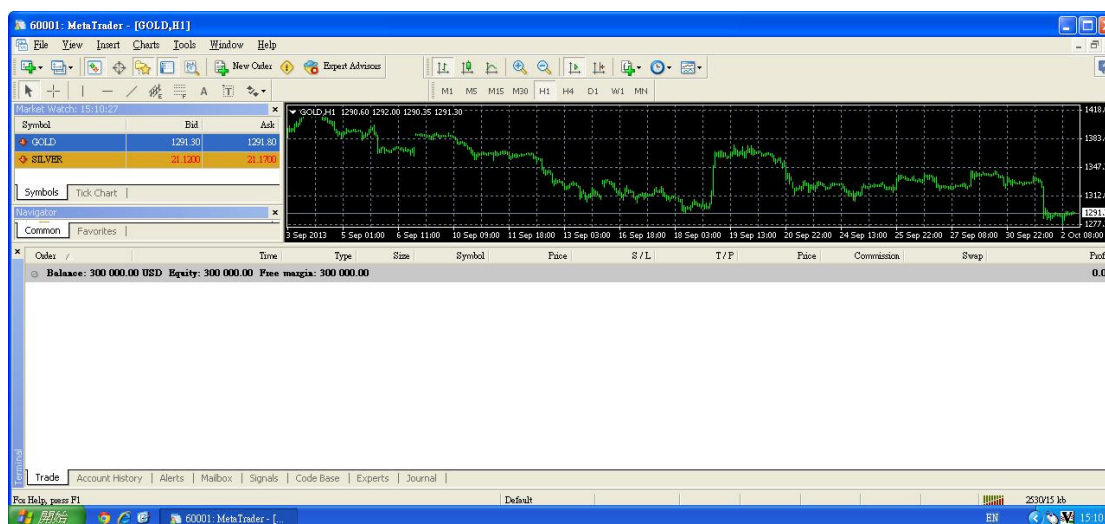 60001: MetaTrader - [GOLD,H1]
File View Insert Charts Tools Window Help
New Order Expert Advisors
A T M1 M5 M15 M30 H1 H4 D1 W1 MN
Market Watch: 15:10:27
Symbol Bid Ask
GOLD 1291.30 1291.80
SILVER 21.1200 21.1700
Symbols Tick Chart
Navigator
Common Favorites
GOLD,H1 1290.60 1292.00 1290.35 1291.30
1418.
1383.
1347.
1312.
1291.
1277.
3 Sep 2013 5 Sep 01:00 6 Sep 11:00 10 Sep 09:00 11 Sep 18:00 13 Sep 03:00 16 Sep 18:00 18 Sep 03:00 19 Sep 13:00 20 Sep 22:00 24 Sep 13:00 25 Sep 22:00 27 Sep 08:00 30 Sep 22:00 2 Oct 08:00
Order / Time Type Size Symbol Price S / L T / P Price Commission Swap Prof
Balance: 300 000.00 USD Equity: 300 000.00 Free margin: 300 000.00 0.0
Terminal
Trade Account History Alerts Mailbox Signals Code Base Experts Journal
For Help, press F1 Default 2530/15 kb
開始 60001: MetaTrader - [... EN 15:10